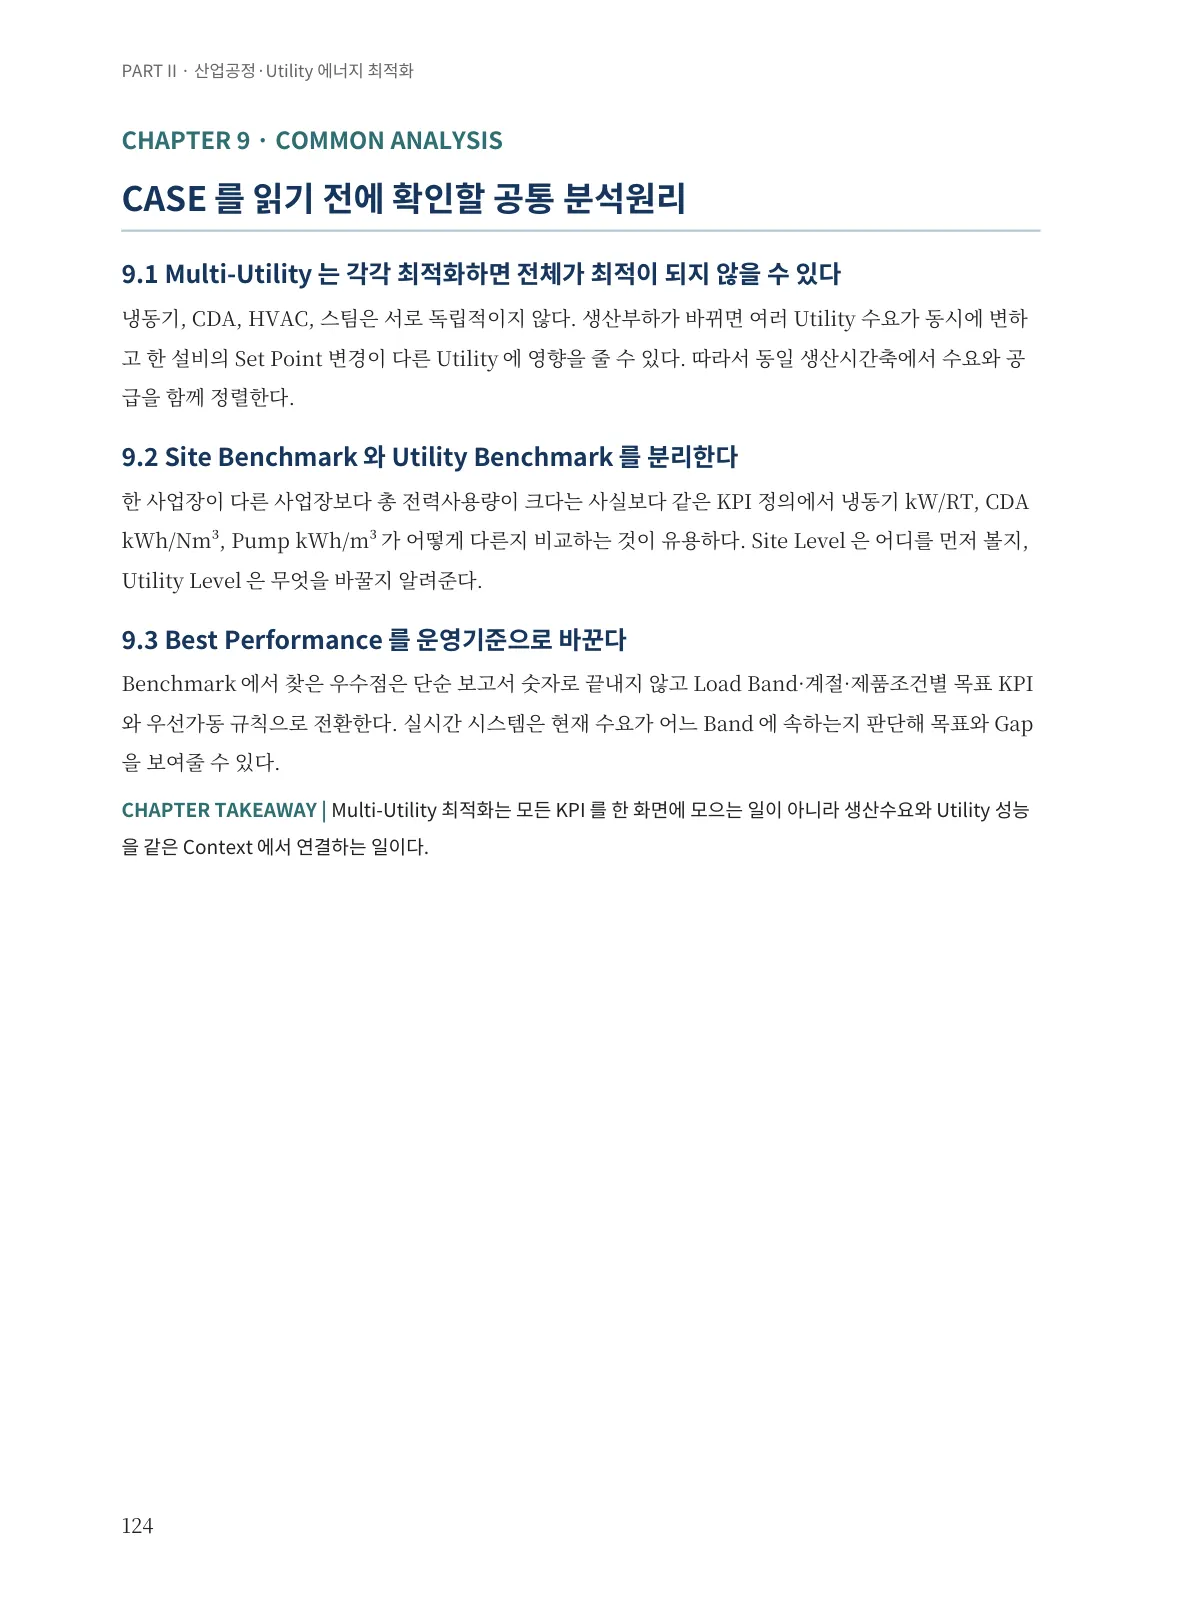 PART II · 산업공정·Utility 에너지 최적화
CHAPTER 9 · COMMON ANALYSIS
CASE 를 읽기 전에 확인할 공통 분석원리
9.1 Multi-Utility 는 각각 최적화하면 전체가 최적이 되지 않을 수 있다
냉동기, CDA, HVAC, 스팀은 서로 독립적이지 않다. 생산부하가 바뀌면 여러 Utility 수요가 동시에 변하
고 한 설비의 Set Point 변경이 다른 Utility 에 영향을 줄 수 있다. 따라서 동일 생산시간축에서 수요와 공
급을 함께 정렬한다.
9.2 Site Benchmark 와 Utility Benchmark 를 분리한다
한 사업장이 다른 사업장보다 총 전력사용량이 크다는 사실보다 같은 KPI 정의에서 냉동기 kW/RT, CDA
kWh/Nm³, Pump kWh/m³ 가 어떻게 다른지 비교하는 것이 유용하다. Site Level 은 어디를 먼저 볼지,
Utility Level 은 무엇을 바꿀지 알려준다.
9.3 Best Performance 를 운영기준으로 바꾼다
Benchmark 에서 찾은 우수점은 단순 보고서 숫자로 끝내지 않고 Load Band·계절·제품조건별 목표 KPI
와 우선가동 규칙으로 전환한다. 실시간 시스템은 현재 수요가 어느 Band 에 속하는지 판단해 목표와 Gap
을 보여줄 수 있다.
CHAPTER TAKEAWAY | Multi-Utility 최적화는 모든 KPI 를 한 화면에 모으는 일이 아니라 생산수요와 Utility 성능
을 같은 Context 에서 연결하는 일이다.
124